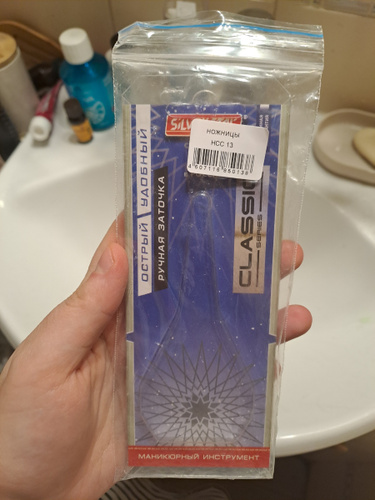 НОЖНИЦЫ
НСС 13
ОСТРЫЙ
УДОБНЫЙ
РУЧНАЯ ЗАТОЧКА
CLASSIC
SERIES
МАНИКЮРНЫЙ ИНСТРУМЕНТ